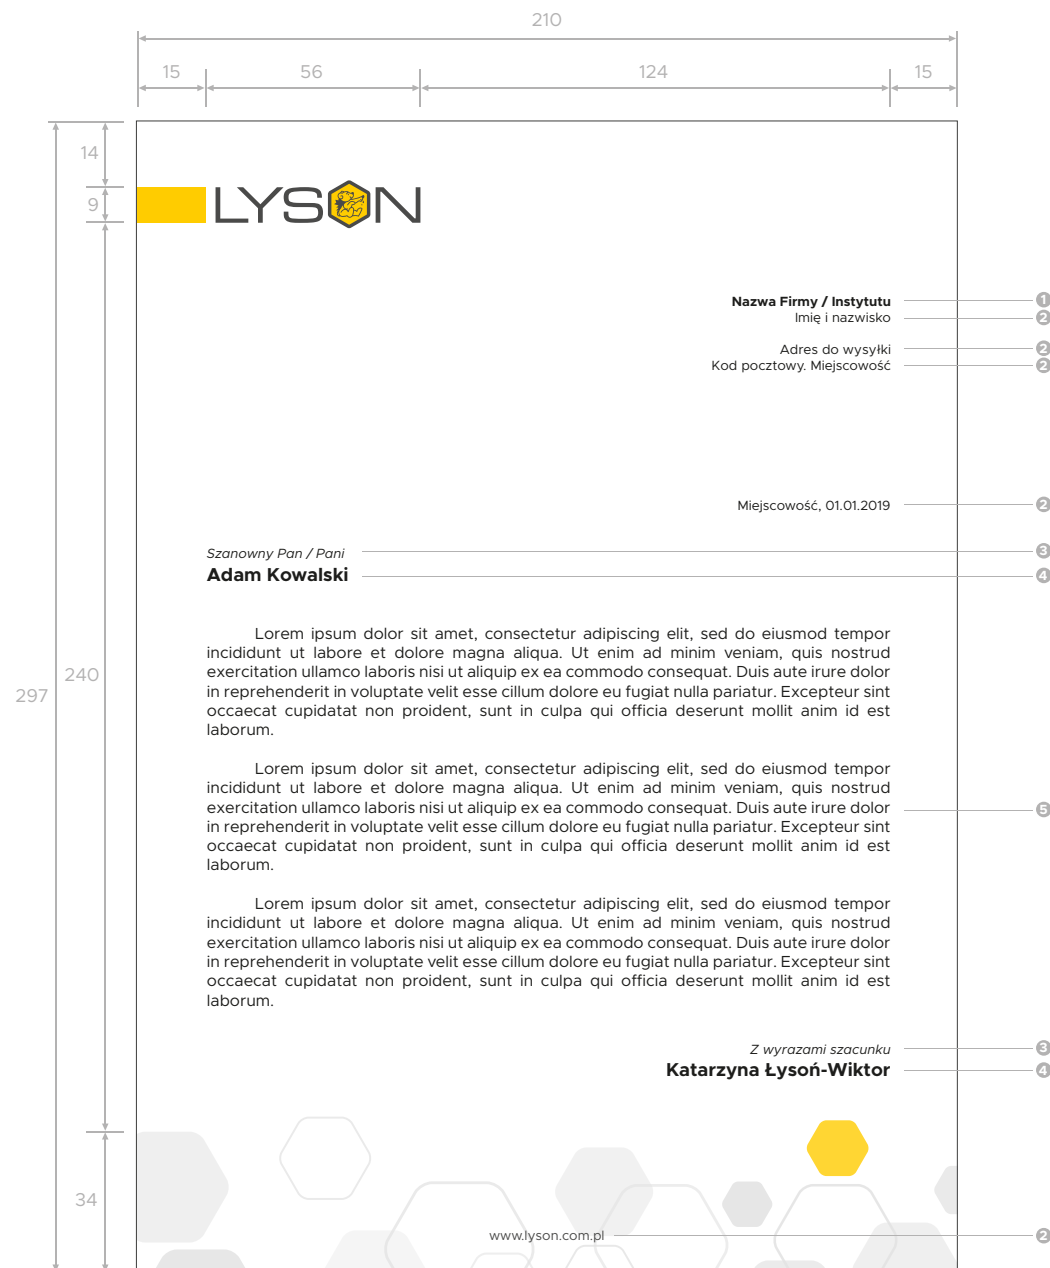 210
15 56 124 15
14
9
LYSON
Nazwa Firmy / Instytutu 1
Imię i nazwisko 2
Adres do wysyłki 2
Kod pocztowy. Miejscowość 2
Miejscowość, 01.01.2019 2
Szanowny Pan / Pani 3
Adam Kowalski 4
Lorem ipsum dolor sit amet, consectetur adipiscing elit, sed do eiusmod tempor
incididunt ut labore et dolore magna aliqua. Ut enim ad minim veniam, quis nostrud
exercitation ullamco laboris nisi ut aliquip ex ea commodo consequat. Duis aute irure dolor
in reprehenderit in voluptate velit esse cillum dolore eu fugiat nulla pariatur. Excepteur sint
occaecat cupidatat non proident, sunt in culpa qui officia deserunt mollit anim id est
laborum.
240
297
Lorem ipsum dolor sit amet, consectetur adipiscing elit, sed do eiusmod tempor
incididunt ut labore et dolore magna aliqua. Ut enim ad minim veniam, quis nostrud
exercitation ullamco laboris nisi ut aliquip ex ea commodo consequat. Duis aute irure dolor 5
in reprehenderit in voluptate velit esse cillum dolore eu fugiat nulla pariatur. Excepteur sint
occaecat cupidatat non proident, sunt in culpa qui officia deserunt mollit anim id est
laborum.
Lorem ipsum dolor sit amet, consectetur adipiscing elit, sed do eiusmod tempor
incididunt ut labore et dolore magna aliqua. Ut enim ad minim veniam, quis nostrud
exercitation ullamco laboris nisi ut aliquip ex ea commodo consequat. Duis aute irure dolor
in reprehenderit in voluptate velit esse cillum dolore eu fugiat nulla pariatur. Excepteur sint
occaecat cupidatat non proident, sunt in culpa qui officia deserunt mollit anim id est
laborum.
Z wyrazami szacunku 3
Katarzyna Łysoń-Wiktor 4
34
www.lyson.com.pl 2